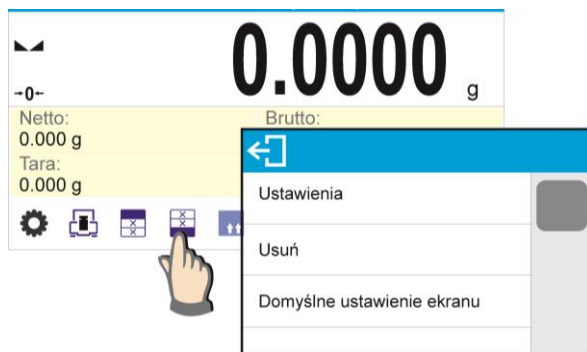 0.0000 g
→0←
Netto:
0.000 g
Brutto:
Tara:
0.000 g
Ustawienia
Usuń
Domyślne ustawienie ekranu